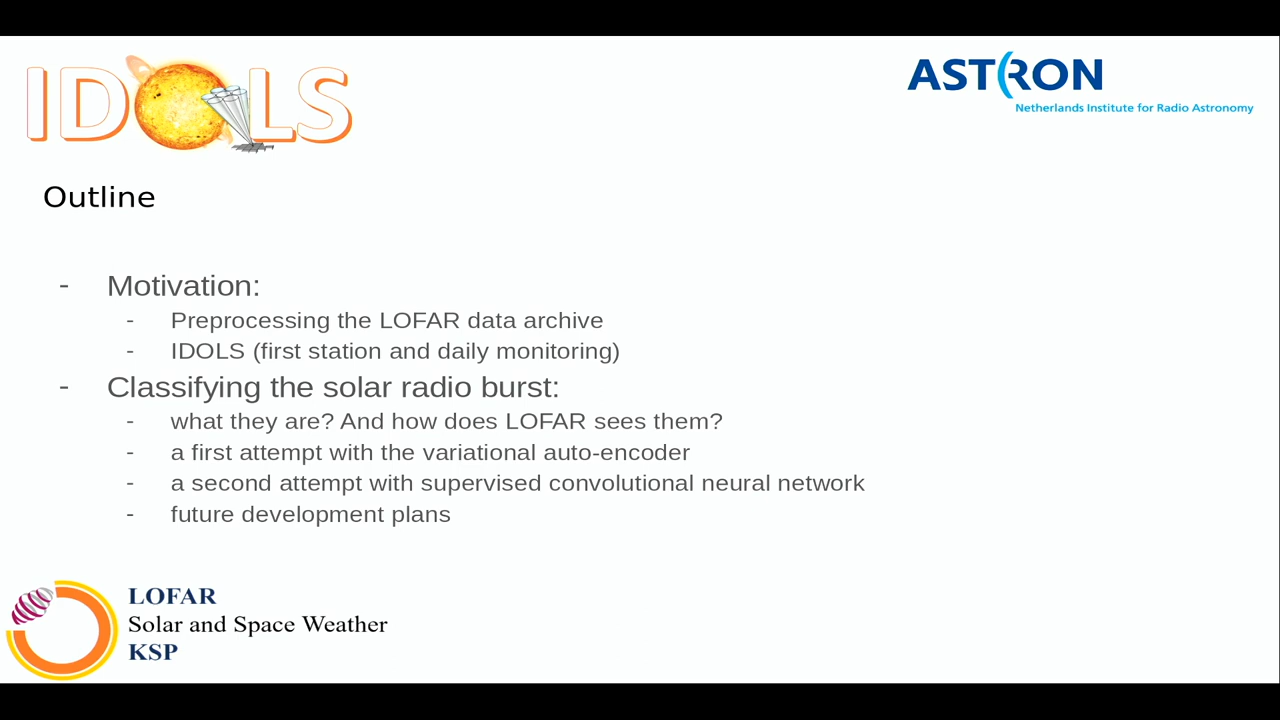 IDOLS
ASTRON
Netherlands Institute for Radio Astronomy
Outline
- Motivation:
- Preprocessing the LOFAR data archive
- IDOLS (first station and daily monitoring)
- Classifying the solar radio burst:
- what they are? And how does LOFAR sees them?
- a first attempt with the variational auto-encoder
- a second attempt with supervised convolutional neural network
- future development plans
LOFAR
Solar and Space Weather
KSP